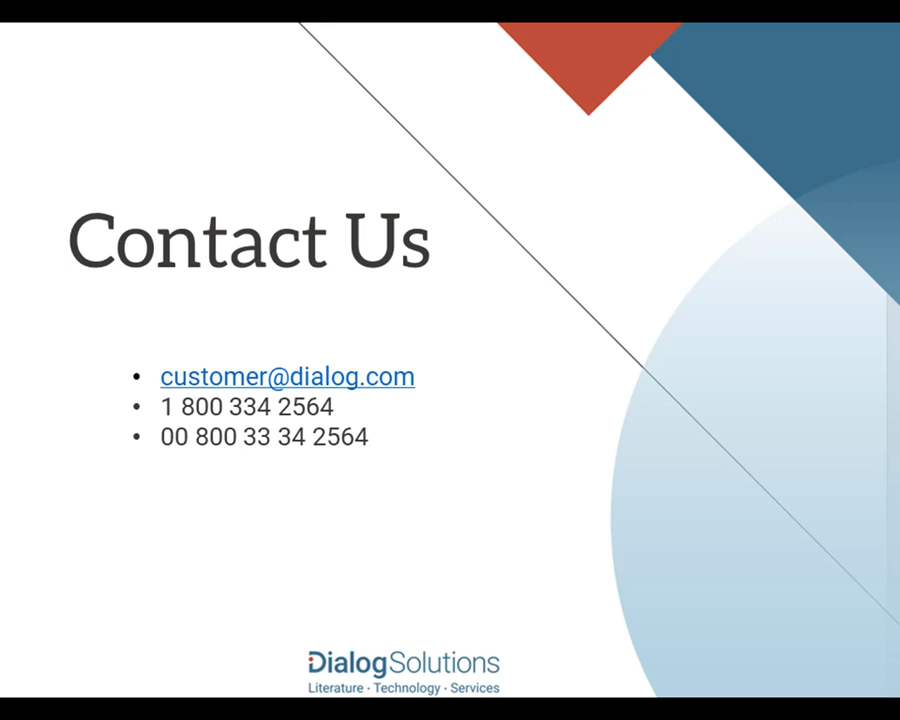 Contact Us
• customer@dialog.com
• 1 800 334 2564
• 00 800 33 34 2564
DialogSolutions
Literature · Technology · Services